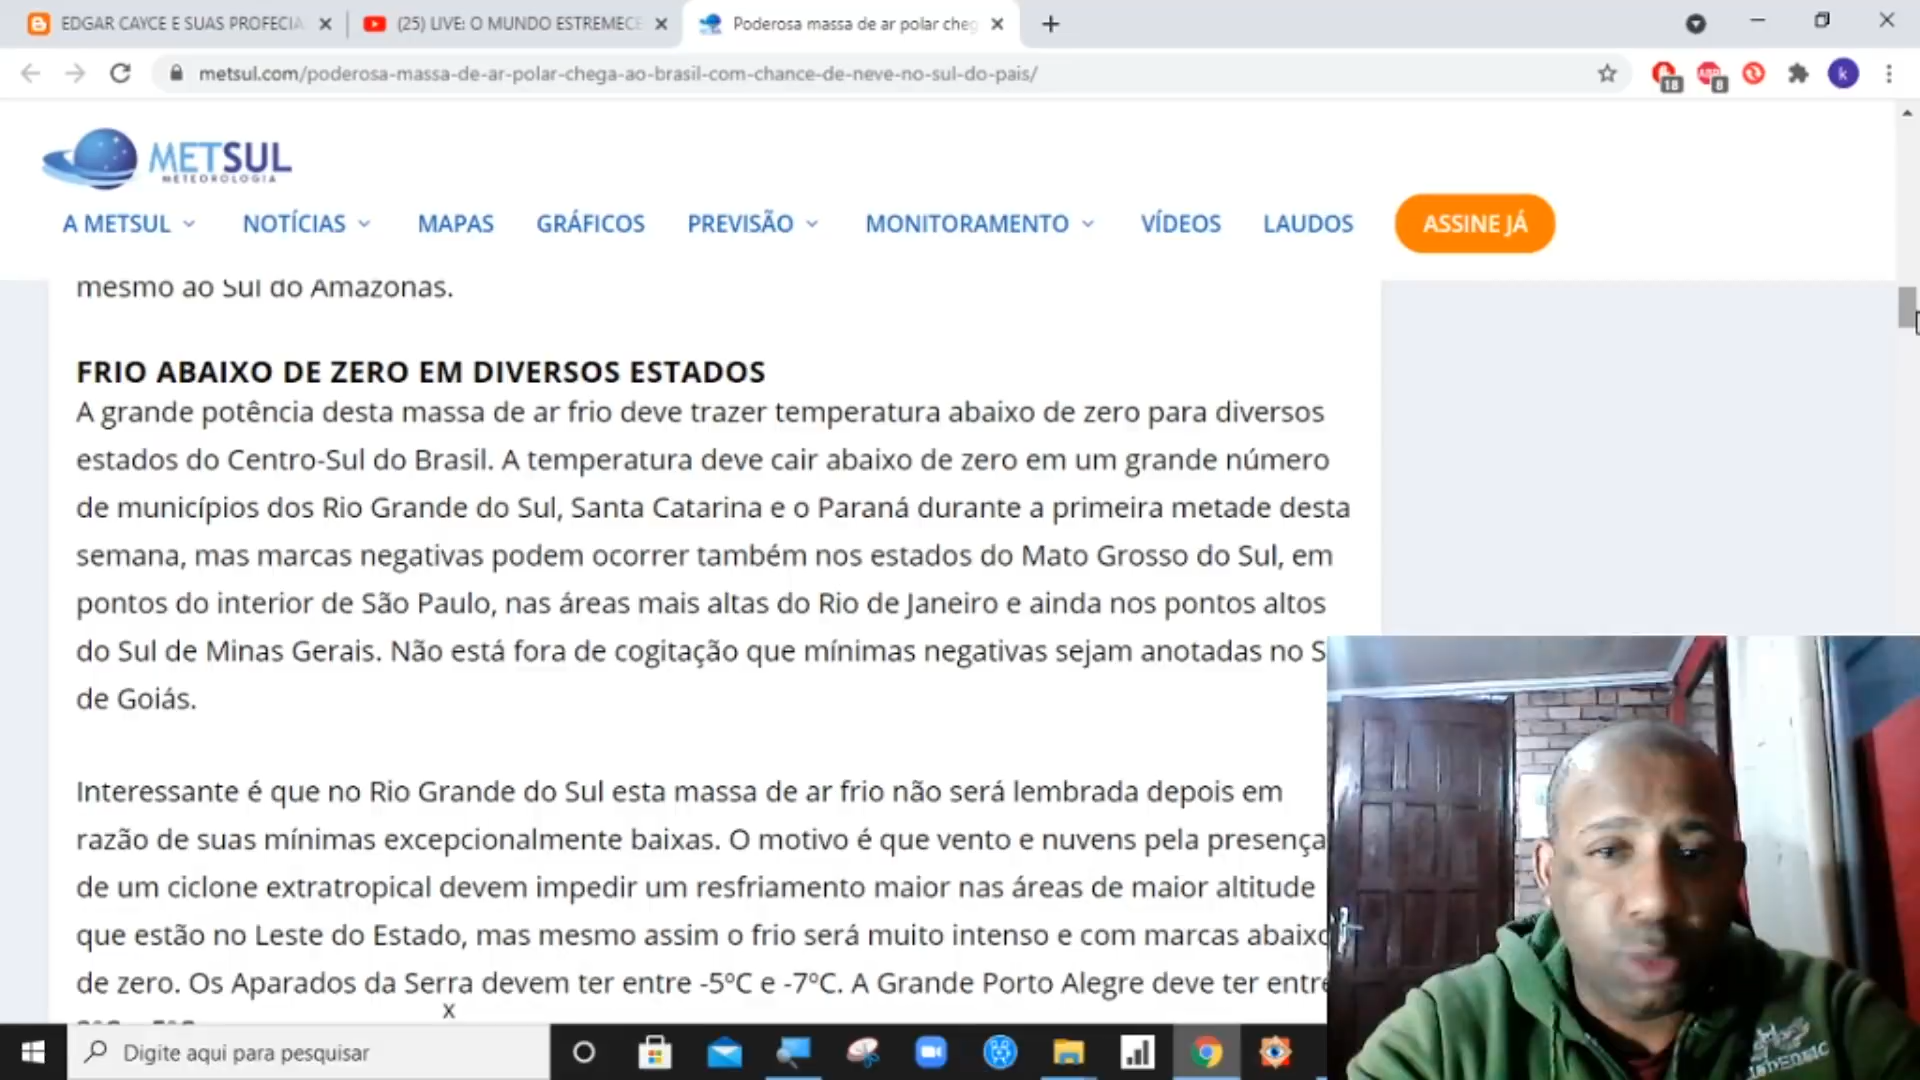 EDGAR CAYCE E SUAS PROFECIA
(25) LIVE: O MUNDO ESTREMECE
Poderosa massa de ar polar cheg
metsul.com/poderosa-massa-de-ar-polar-chega-ao-brasil-com-chance-de-neve-no-sul-do-pais/
18
ABP
8
k
METSUL
METEOROLOGIA
A METSUL
NOTÍCIAS
MAPAS
GRÁFICOS
PREVISÃO
MONITORAMENTO
VÍDEOS
LAUDOS
ASSINE JÁ
mesmo ao Sul do Amazonas.
FRIO ABAIXO DE ZERO EM DIVERSOS ESTADOS
A grande potência desta massa de ar frio deve trazer temperatura abaixo de zero para diversos
estados do Centro-Sul do Brasil. A temperatura deve cair abaixo de zero em um grande número
de municípios dos Rio Grande do Sul, Santa Catarina e o Paraná durante a primeira metade desta
semana, mas marcas negativas podem ocorrer também nos estados do Mato Grosso do Sul, em
pontos do interior de São Paulo, nas áreas mais altas do Rio de Janeiro e ainda nos pontos altos
do Sul de Minas Gerais. Não está fora de cogitação que mínimas negativas sejam anotadas no S
de Goiás.
Interessante é que no Rio Grande do Sul esta massa de ar frio não será lembrada depois em
razão de suas mínimas excepcionalmente baixas. O motivo é que vento e nuvens pela presença
de um ciclone extratropical devem impedir um resfriamento maior nas áreas de maior altitude
que estão no Leste do Estado, mas mesmo assim o frio será muito intenso e com marcas abaixo
de zero. Os Aparados da Serra devem ter entre -5ºC e -7ºC. A Grande Porto Alegre deve ter entre
x
Digite aqui para pesquisar